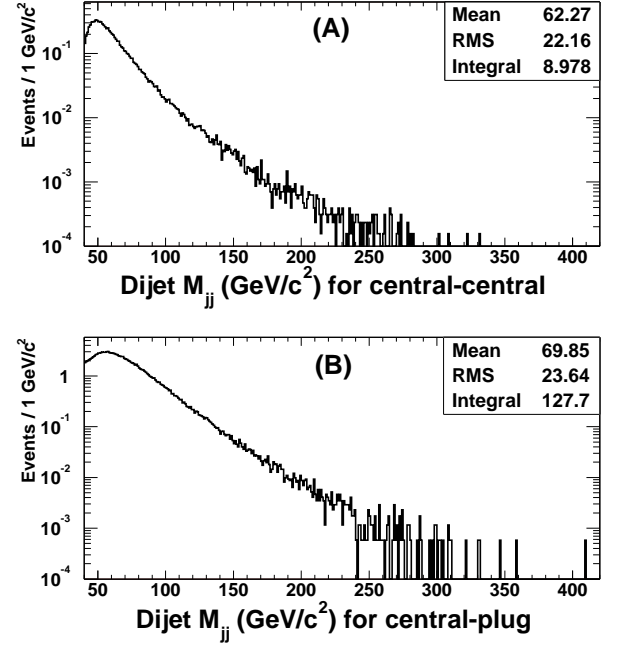 Events / 1 GeV/c²
10⁻¹
10⁻²
10⁻³
10⁻⁴
(A)
Mean 62.27
RMS 22.16
Integral 8.978
50 100 150 200 250 300 350 400
Dijet Mjj (GeV/c²) for central-central
Events / 1 GeV/c²
1
10⁻¹
10⁻²
10⁻³
10⁻⁴
(B)
Mean 69.85
RMS 23.64
Integral 127.7
50 100 150 200 250 300 350 400
Dijet Mjj (GeV/c²) for central-plug